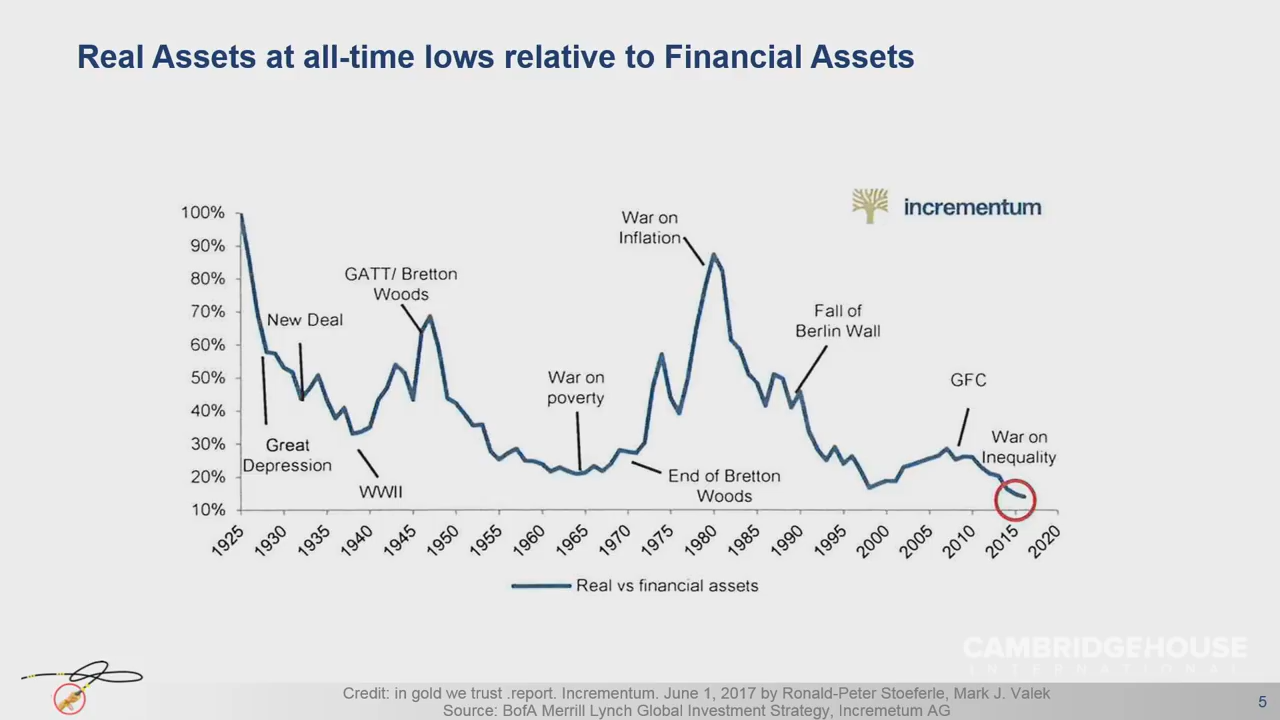 Real Assets at all-time lows relative to Financial Assets
incrementum
100%
90%
80%
70%
60%
50%
40%
30%
20%
10%
War on
Inflation
GATT/ Bretton
Woods
New Deal
Fall of
Berlin Wall
War on
poverty
GFC
Great
Depression
WWII
End of Bretton
Woods
War on
Inequality
1925
1930
1935
1940
1945
1950
1955
1960
1965
1970
1975
1980
1985
1990
1995
2000
2005
2010
2015
2020
Real vs financial assets
CAMBRIDGEHOUSE
INTERNATIONAL
Credit: in gold we trust .report. Incrementum. June 1, 2017 by Ronald-Peter Stoeferle, Mark J. Valek
Source: BofA Merrill Lynch Global Investment Strategy, Incremetum AG
5